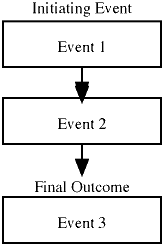 Initiating Event
Event 1
Event 2
Final Outcome
Event 3